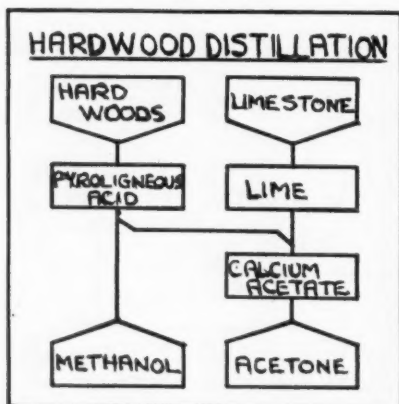 HARDWOOD DISTILLATION
HARD
WOODS
LIMESTONE
PYROLIGNEOUS
ACID
LIME
CALCIUM
ACETATE
METHANOL
ACETONE